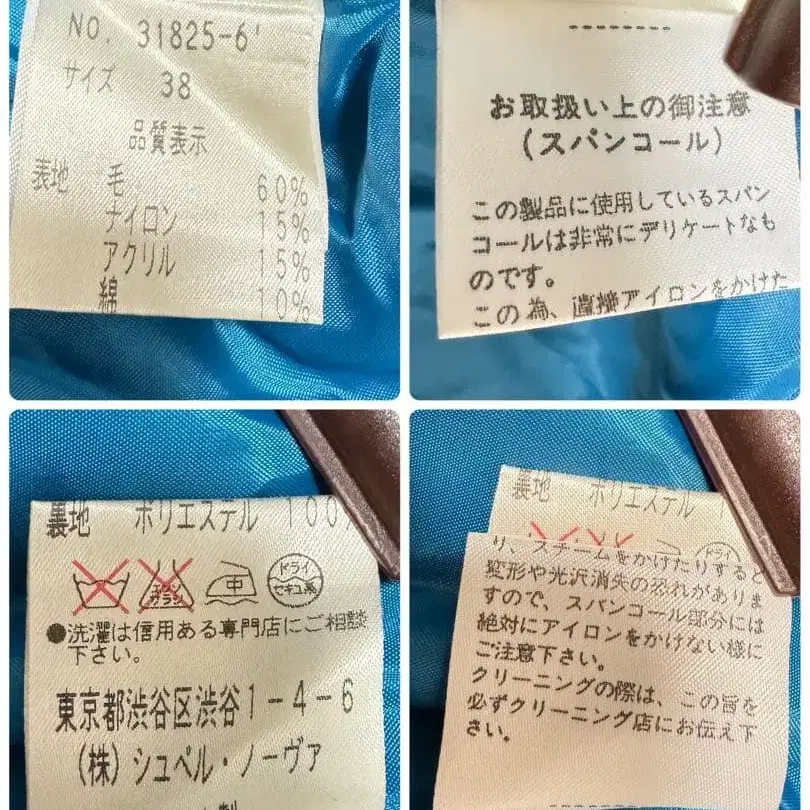 NO. 31825-6'
サイズ 38
品質表示
表地 毛 60%
ナイロン 15%
アクリル 15%
綿 10%
お取扱い上の御注意
(スパンコール)
この製品に使用しているスパン
コールは非常にデリケートなも
のです。
この為、直接アイロンをかけた
裏地 ポリエステル 100%
ドライ
セキユ系
●洗濯は信用ある専門店にご相談
下さい。
東京都渋谷区渋谷1-4-6
(株)シュペル・ノーヴァ
裏地 ポリエステル
ドライ
り、スチームをかけたりすると
変形や光沢消失の恐れがありま
すので、スパンコール部分には
絶対にアイロンをかけない様に
ご注意下さい。
クリーニングの際は、この旨を
必ずクリーニング店にお伝え下
さい。